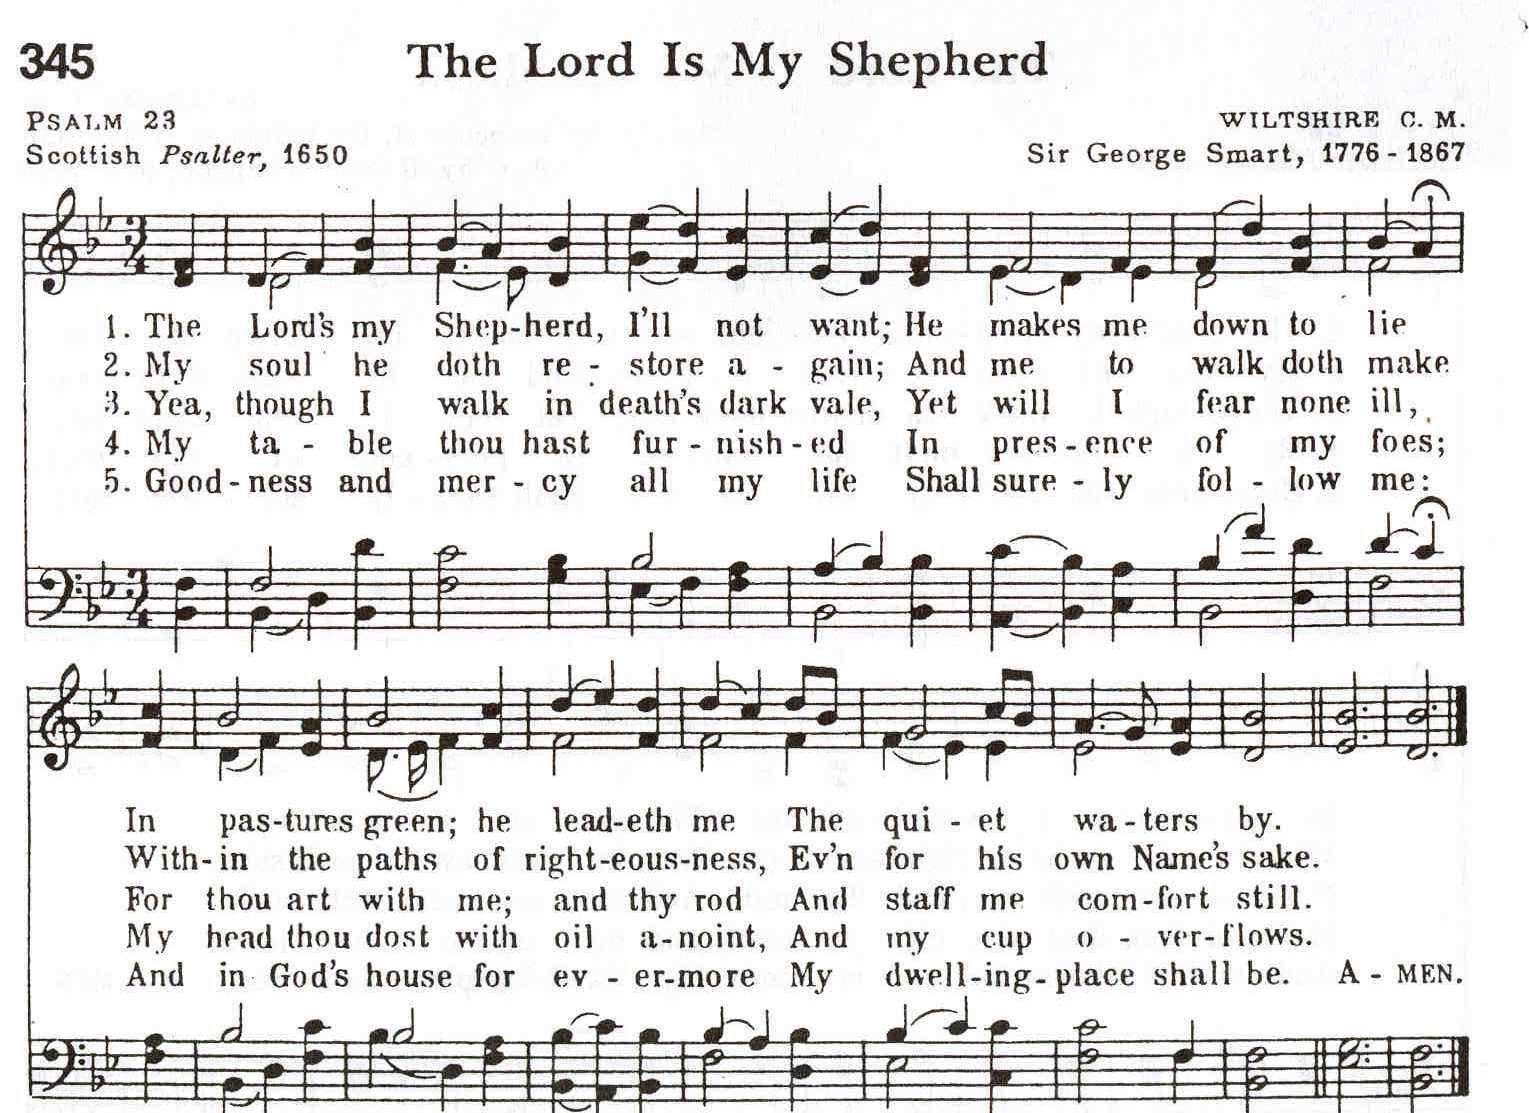 345 The Lord Is My Shepherd
PSALM 23 WILTSHIRE C. M.
Scottish Psalter, 1650 Sir George Smart, 1776 - 1867
1. The Lord's my Shep-herd, I'll not want; He makes me down to lie
2. My soul he doth re - store a - gain; And me to walk doth make
3. Yea, though I walk in death's dark vale, Yet will I fear none ill,
4. My ta - ble thou hast fur - nish - ed In pres - ence of my foes;
5. Good - ness and mer - cy all my life Shall sure - ly fol - low me:
In pas-tures green; he lead-eth me The qui - et wa - ters by.
With - in the paths of right-eous-ness, Ev'n for his own Name's sake.
For thou art with me; and thy rod And staff me com-fort still.
My head thou dost with oil a-noint, And my cup o - ver-flows.
And in God's house for ev - er-more My dwell-ing-place shall be. A - MEN.